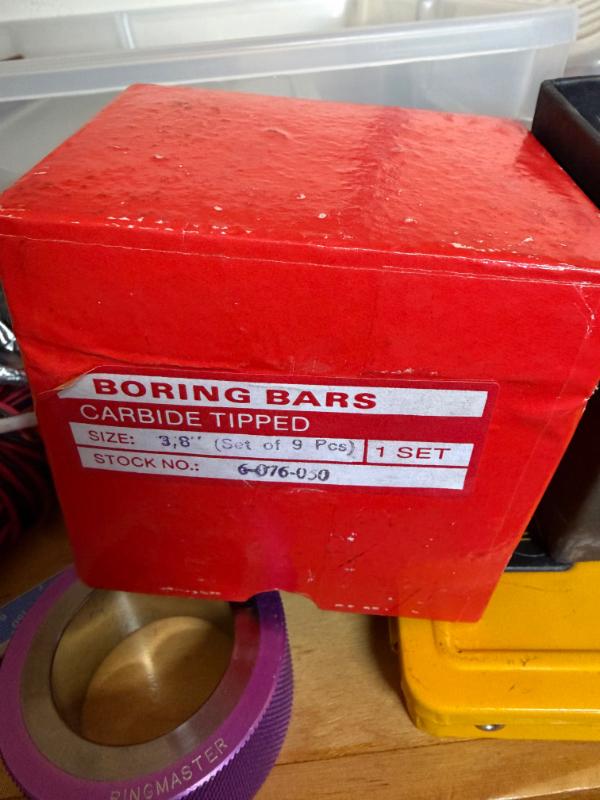 BORING BARS
CARBIDE TIPPED
SIZE: 3,8" (Set of 9 Pcs) 1 SET
STOCK NO.: 6-076-050
RINGMASTER